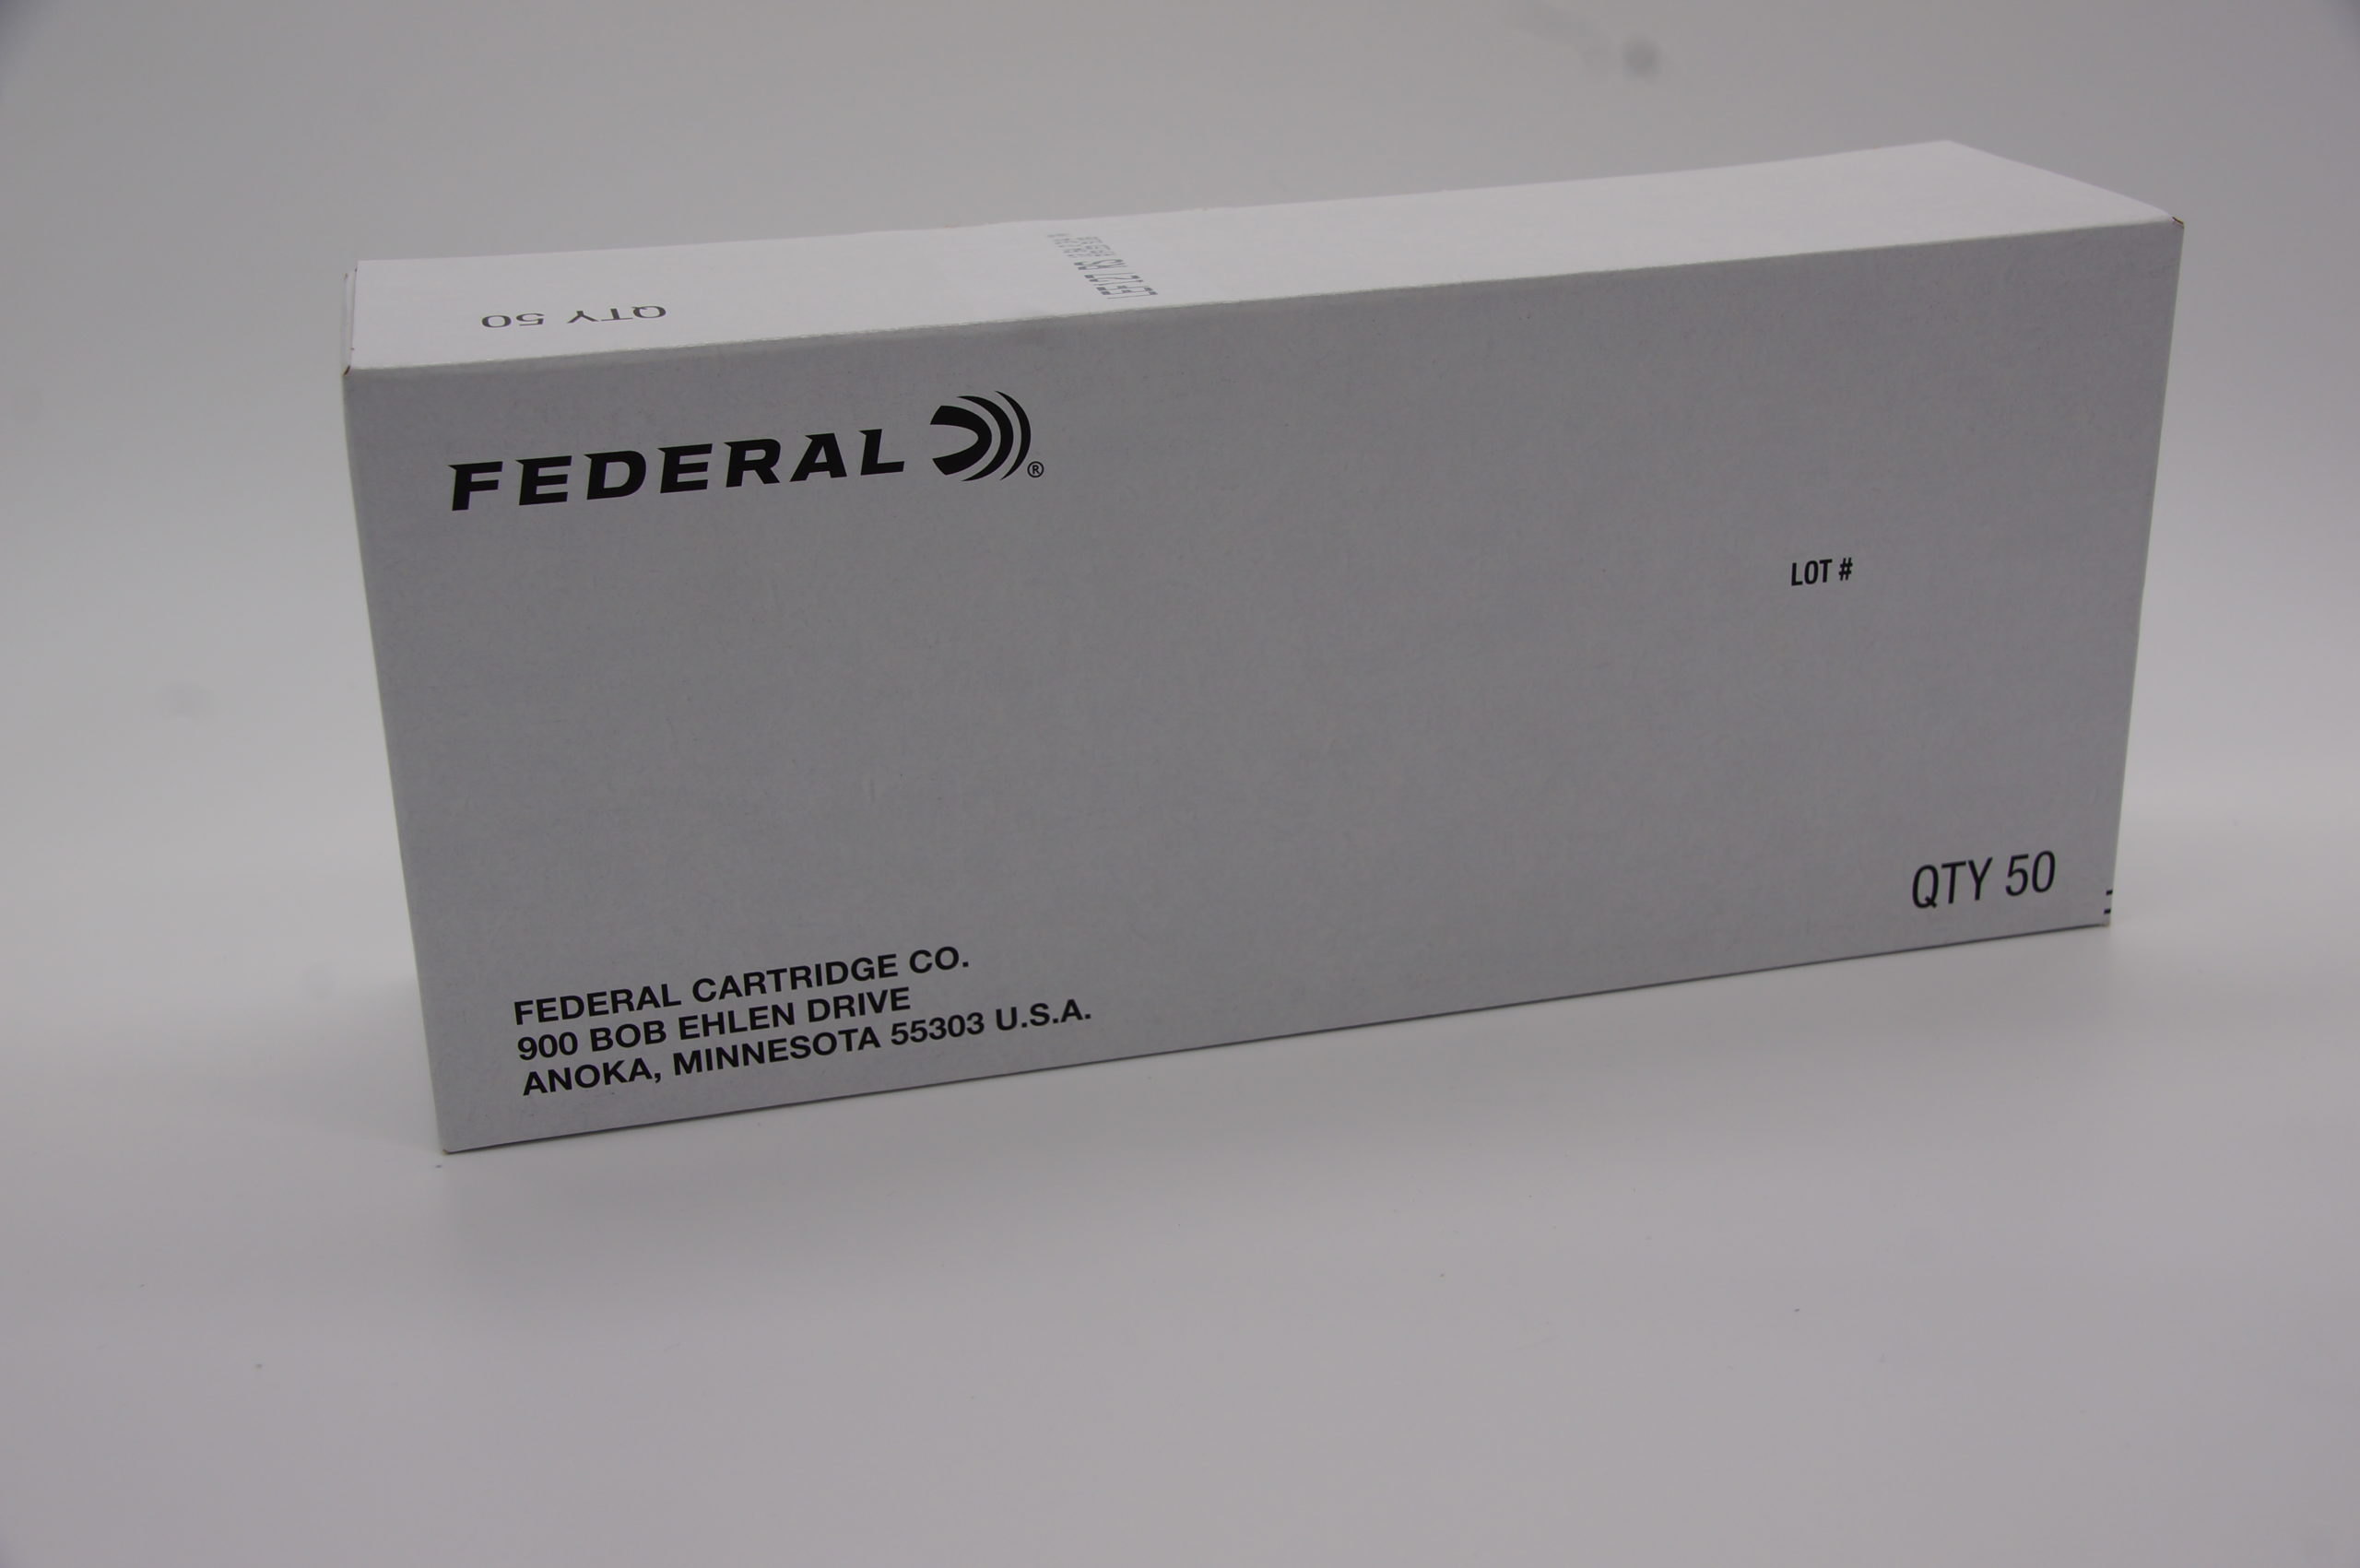 QTY 50
FEDERAL ®
LOT #
QTY 50
FEDERAL CARTRIDGE CO.
900 BOB EHLEN DRIVE
ANOKA, MINNESOTA 55303 U.S.A.